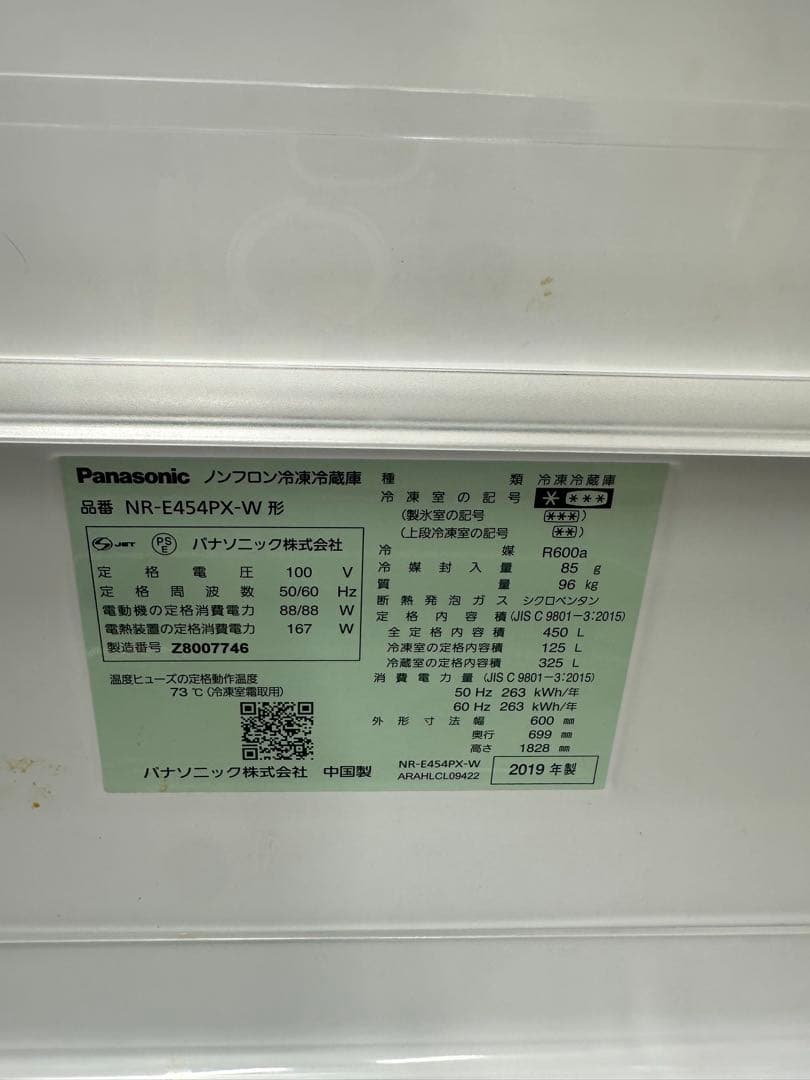 Panasonic ノンフロン冷凍冷蔵庫
品番 NR-E454PX-W 形
JET PSE パナソニック株式会社
定格電圧 100 V
定格周波数 50/60 Hz
電動機の定格消費電力 88/88 W
電熱装置の定格消費電力 167 W
製造番号 Z8007746
温度ヒューズの定格動作温度
73 ℃ (冷凍室霜取用)
パナソニック株式会社 中国製
種類 冷凍冷蔵庫
冷凍室の記号 * ***
(製氷室の記号 ***)
(上段冷凍室の記号 **)
冷媒 R600a
冷媒封入量 85 g
質量 96 kg
断熱発泡ガス シクロペンタン
定格内容積 (JIS C 9801-3:2015)
全定格内容積 450 L
冷凍室の定格内容積 125 L
冷蔵室の定格内容積 325 L
消費電力量 (JIS C 9801-3:2015)
50 Hz 263 kWh/年
60 Hz 263 kWh/年
外形寸法 幅 600 mm
奥行 699 mm
高さ 1828 mm
NR-E454PX-W
ARAHLCL09422
2019 年製